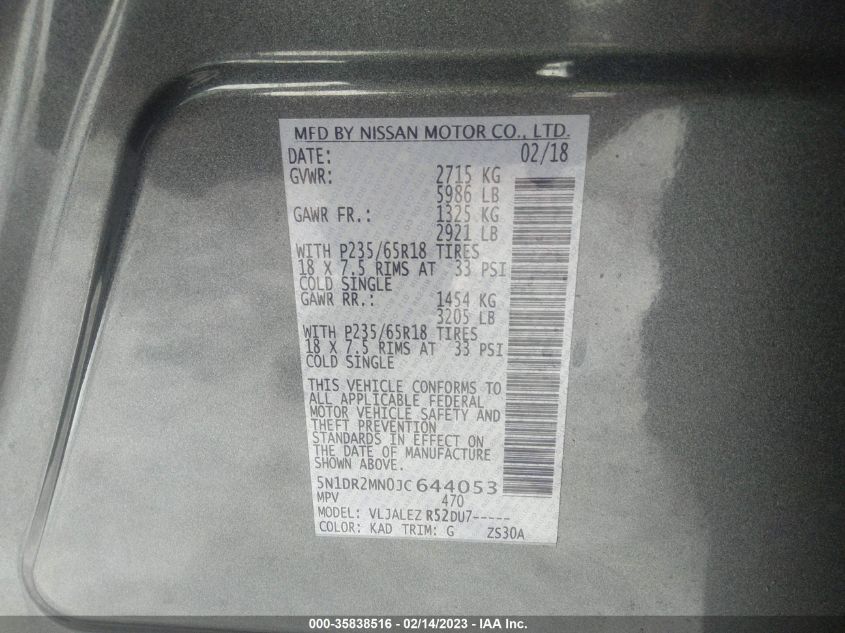 MFD BY NISSAN MOTOR CO., LTD.
DATE: 02/18
GVWR: 2715 KG
5986 LB
GAWR FR.: 1325 KG
2921 LB
WITH P235/65R18 TIRES
18 X 7.5 RIMS AT 33 PSI
COLD SINGLE
GAWR RR.: 1454 KG
3205 LB
WITH P235/65R18 TIRES
18 X 7.5 RIMS AT 33 PSI
COLD SINGLE
THIS VEHICLE CONFORMS TO
ALL APPLICABLE FEDERAL
MOTOR VEHICLE SAFETY AND
THEFT PREVENTION
STANDARDS IN EFFECT ON
THE DATE OF MANUFACTURE
SHOWN ABOVE.
5N1DR2MN0JC644053
MPV 470
MODEL: VLJALEZ R52DU7-----
COLOR: KAD TRIM: G ZS30A
000-35838516 - 02/14/2023 - IAA Inc.